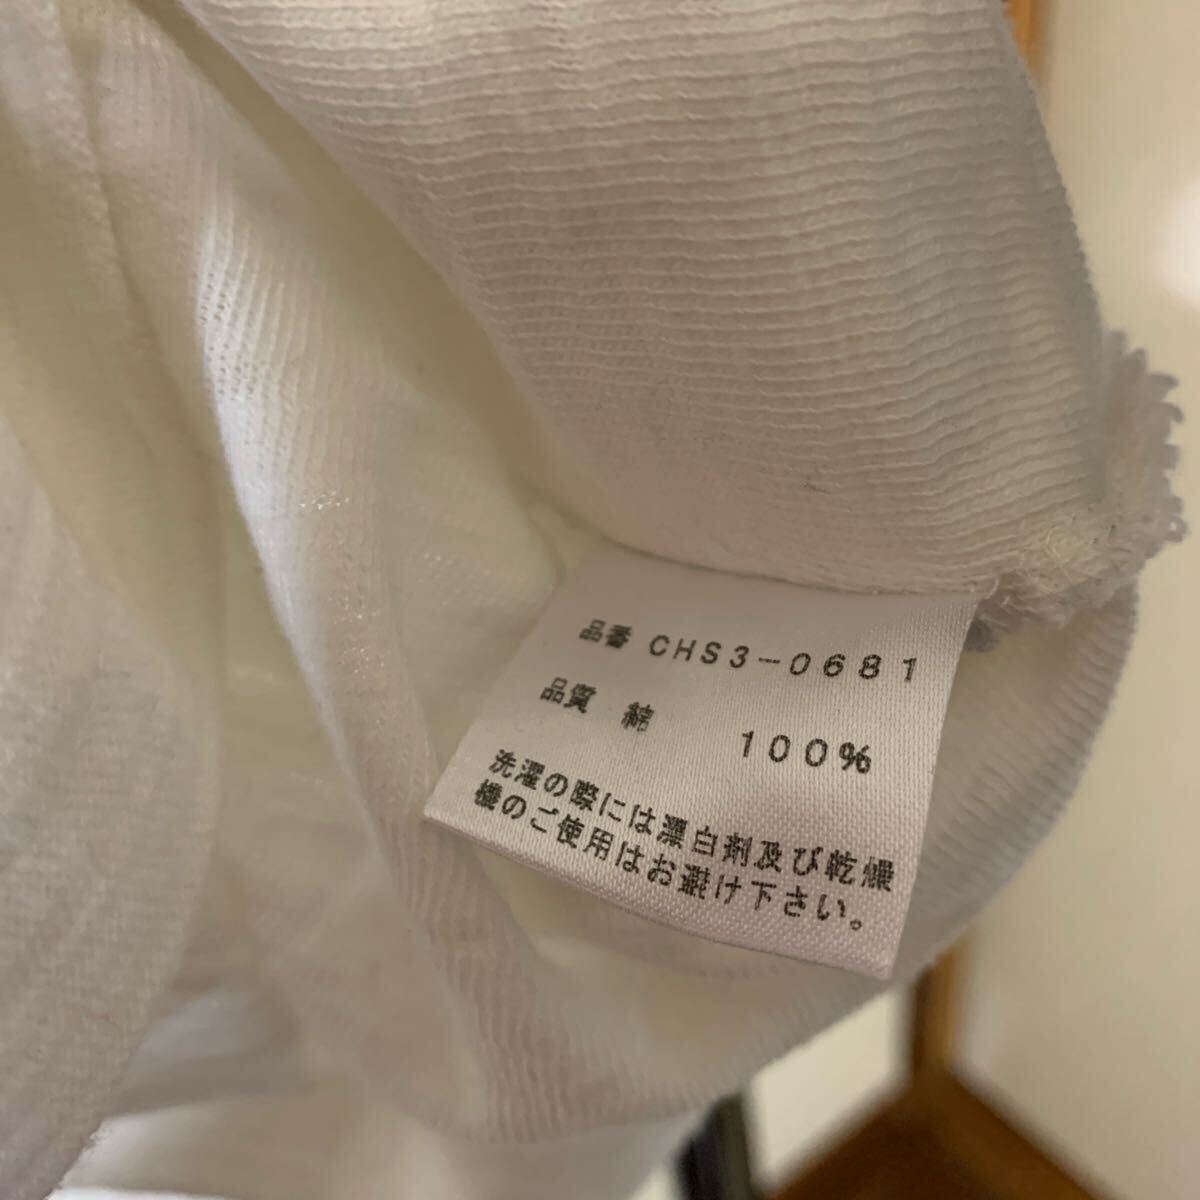 品番 CHS3-0681
品質 綿 100%
洗濯の際には漂白剤及び乾燥
機のご使用はお避け下さい。